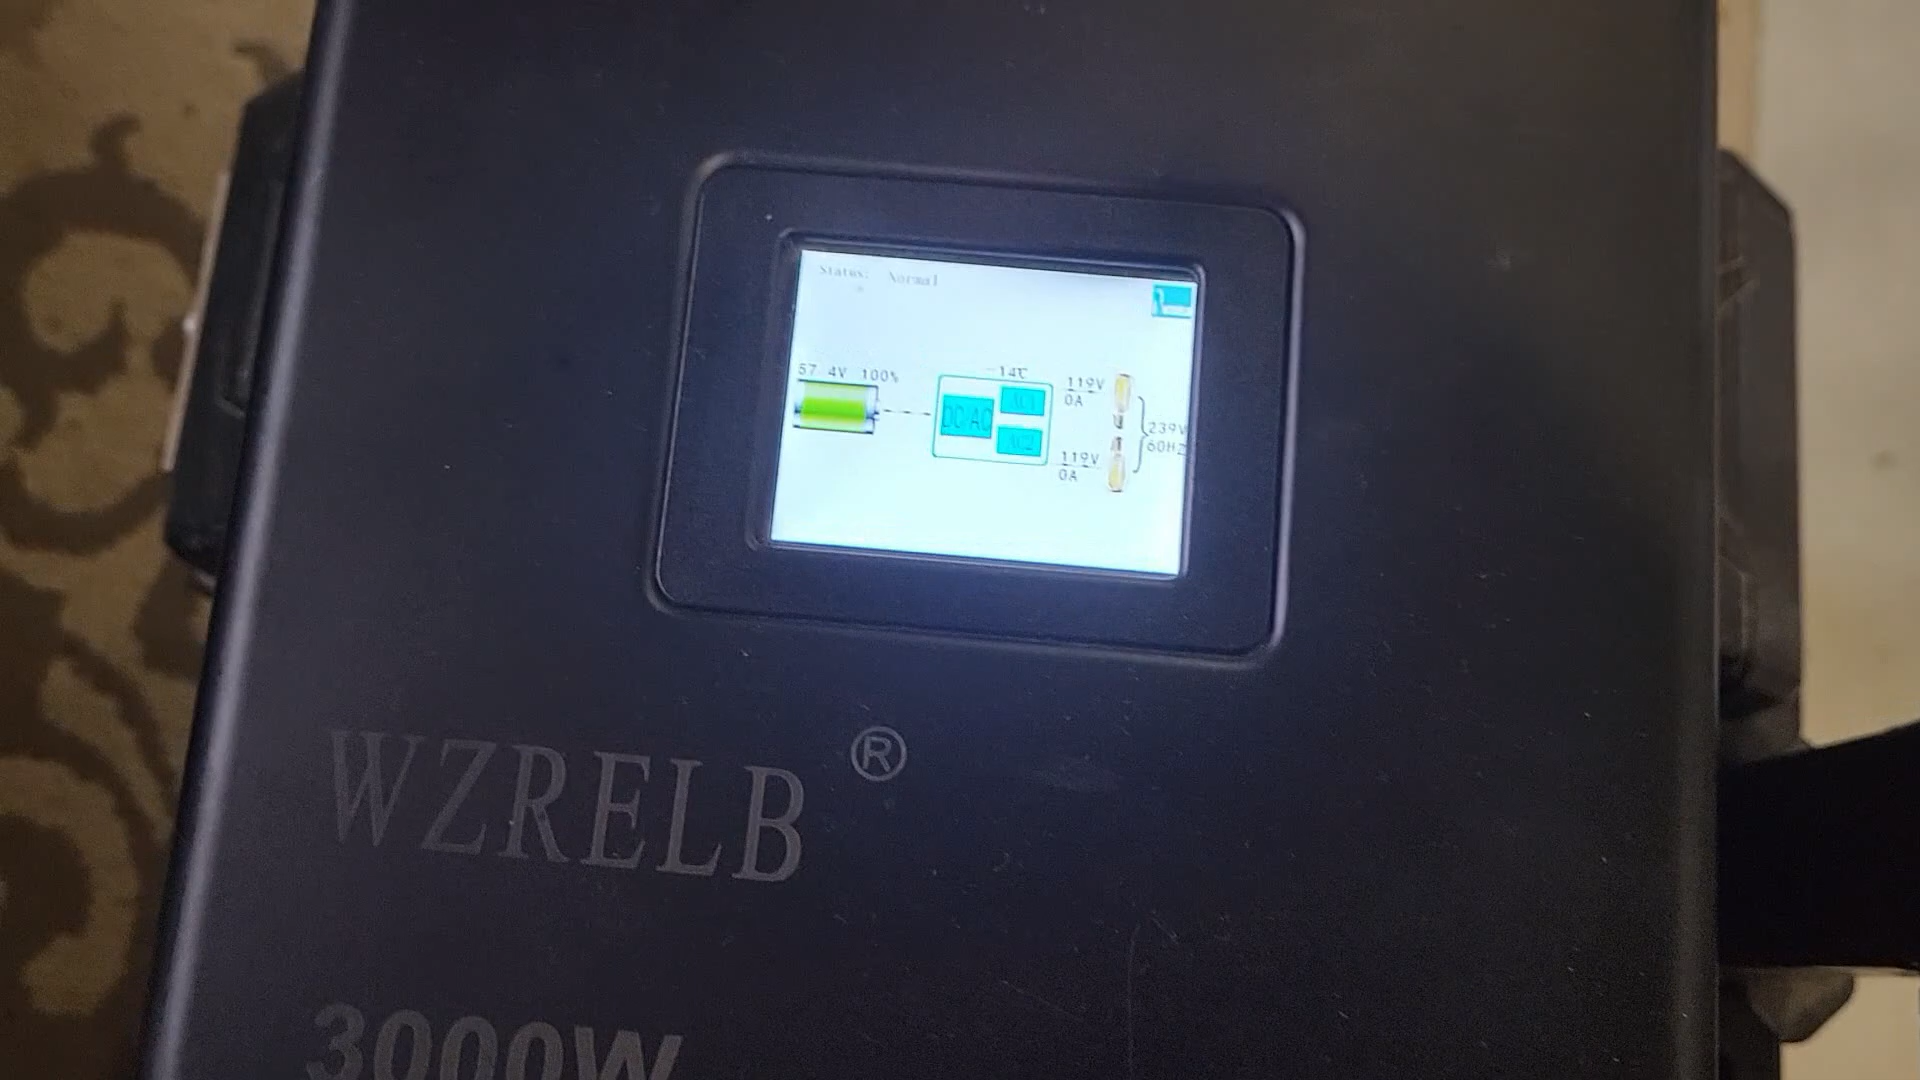 Status: Normal
57.4V 100%
-14℃
DC/AC
AC1
AC2
119V
0A
119V
0A
239V
60HZ
WZRELB ®
3000W